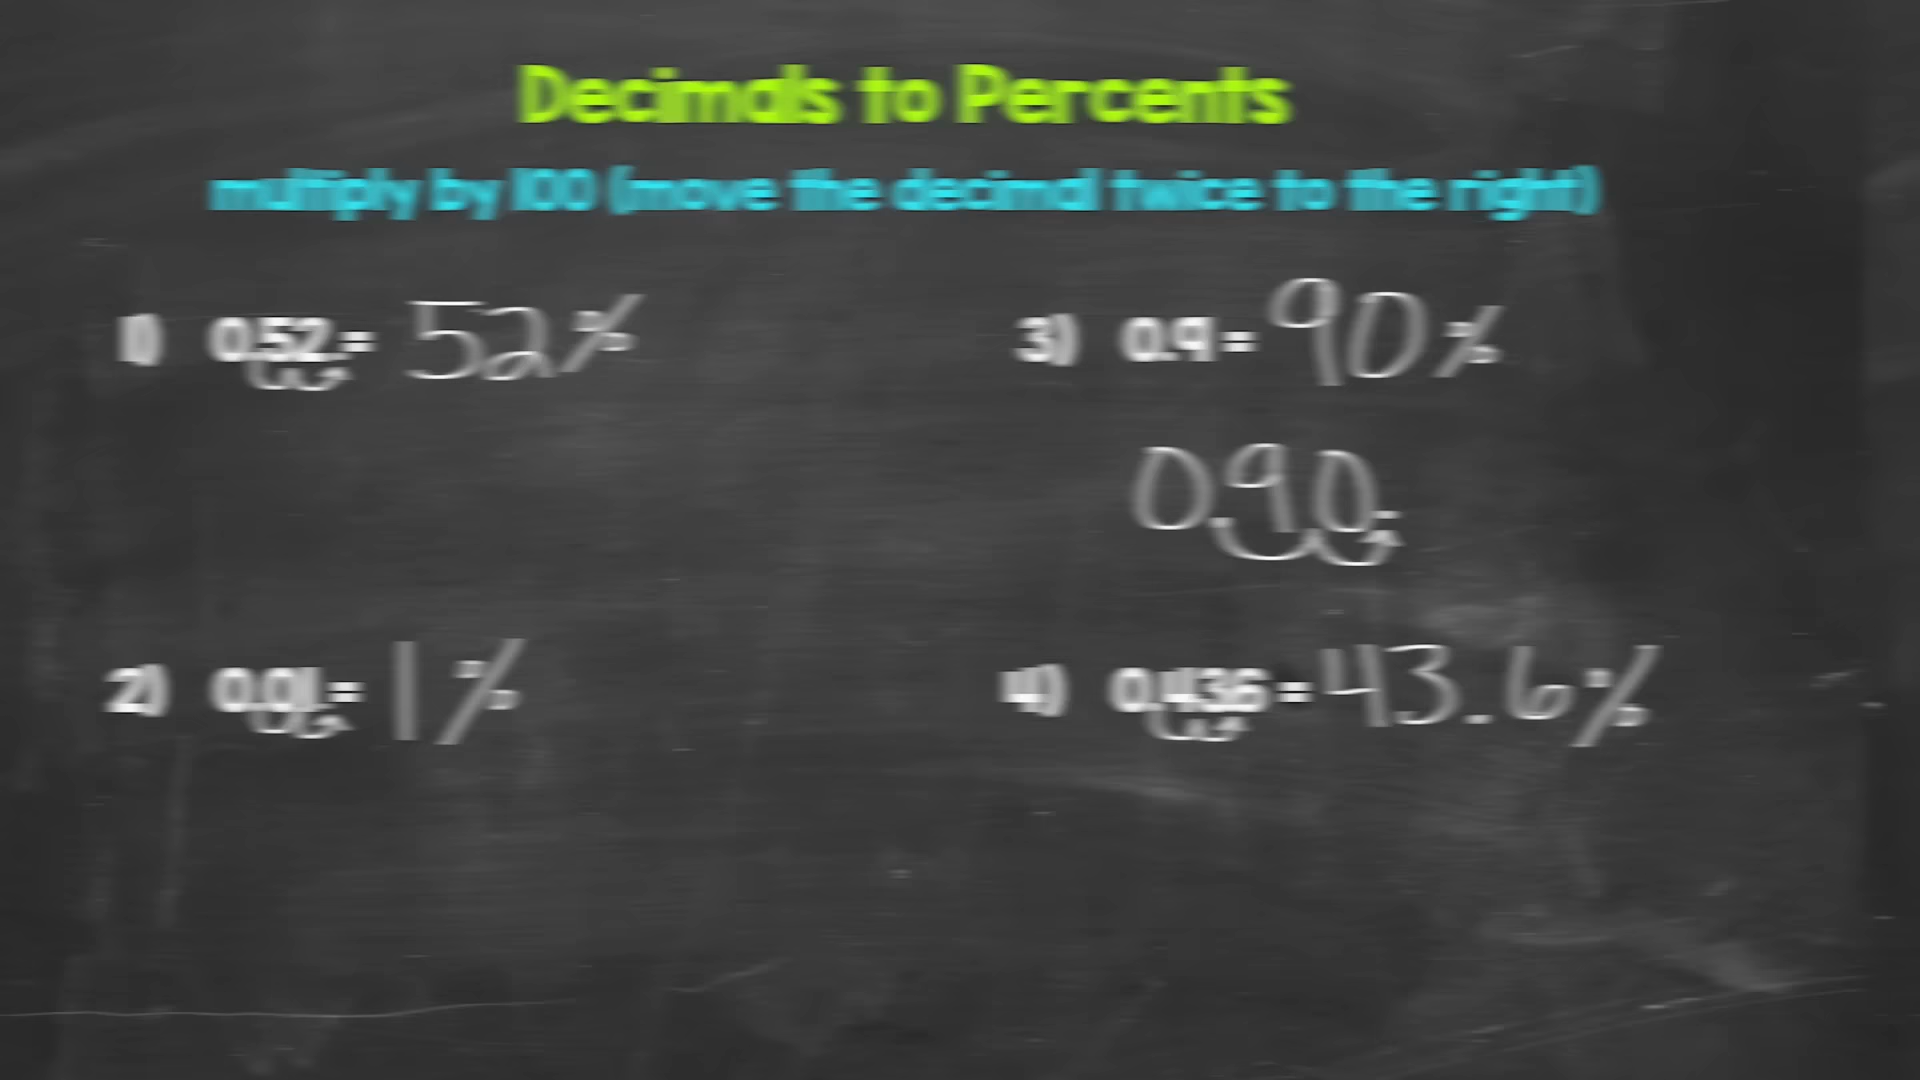 Decimals to Percents
multiply by 100 (move the decimal twice to the right)
1) 0.52.= 52%
3) 0.9 = 90%
0.90.
2) 0.01.= 1%
4) 0.436 = 43.6%